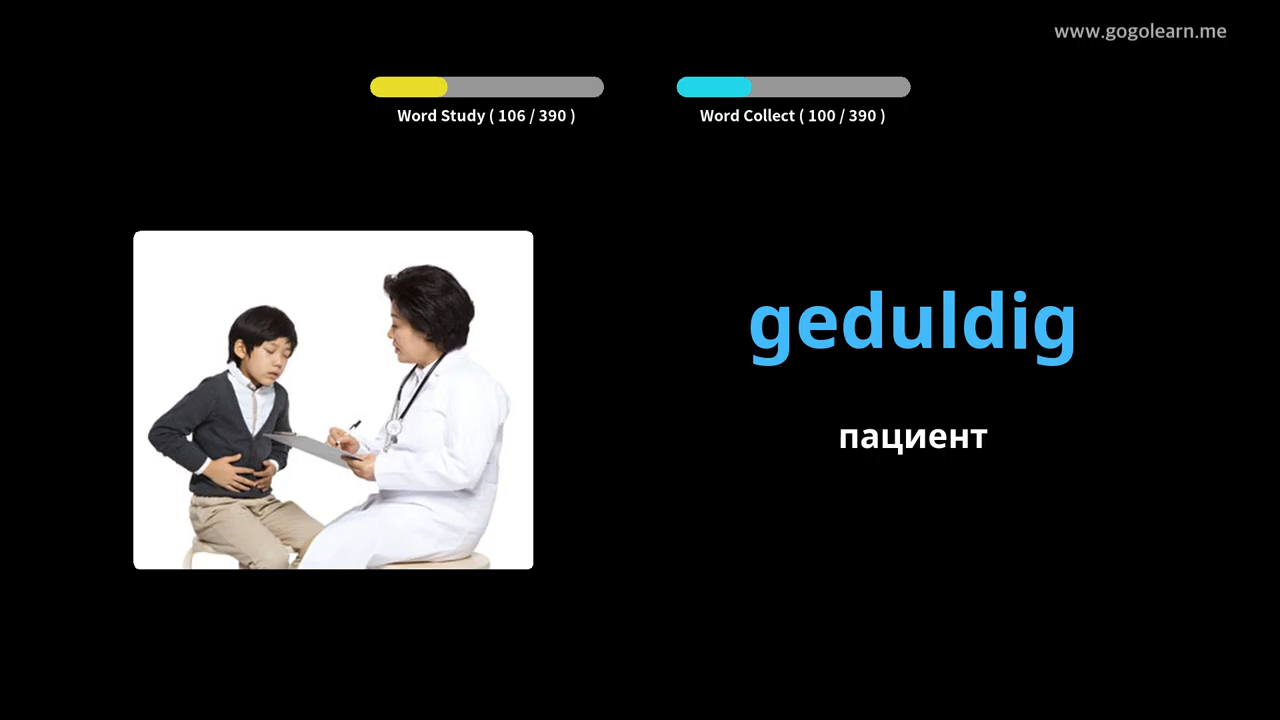 www.gogolearn.me
Word Study ( 106 / 390 )
Word Collect ( 100 / 390 )
geduldig
пациент